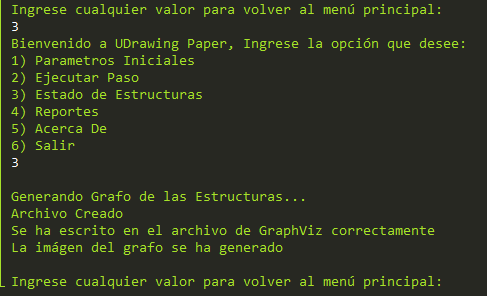 Ingrese cualquier valor para volver al menú principal:
3
Bienvenido a UDrawing Paper, Ingrese la opción que desee:
1) Parametros Iniciales
2) Ejecutar Paso
3) Estado de Estructuras
4) Reportes
5) Acerca De
6) Salir
3
Generando Grafo de las Estructuras...
Archivo Creado
Se ha escrito en el archivo de GraphViz correctamente
La imágen del grafo se ha generado
Ingrese cualquier valor para volver al menú principal: